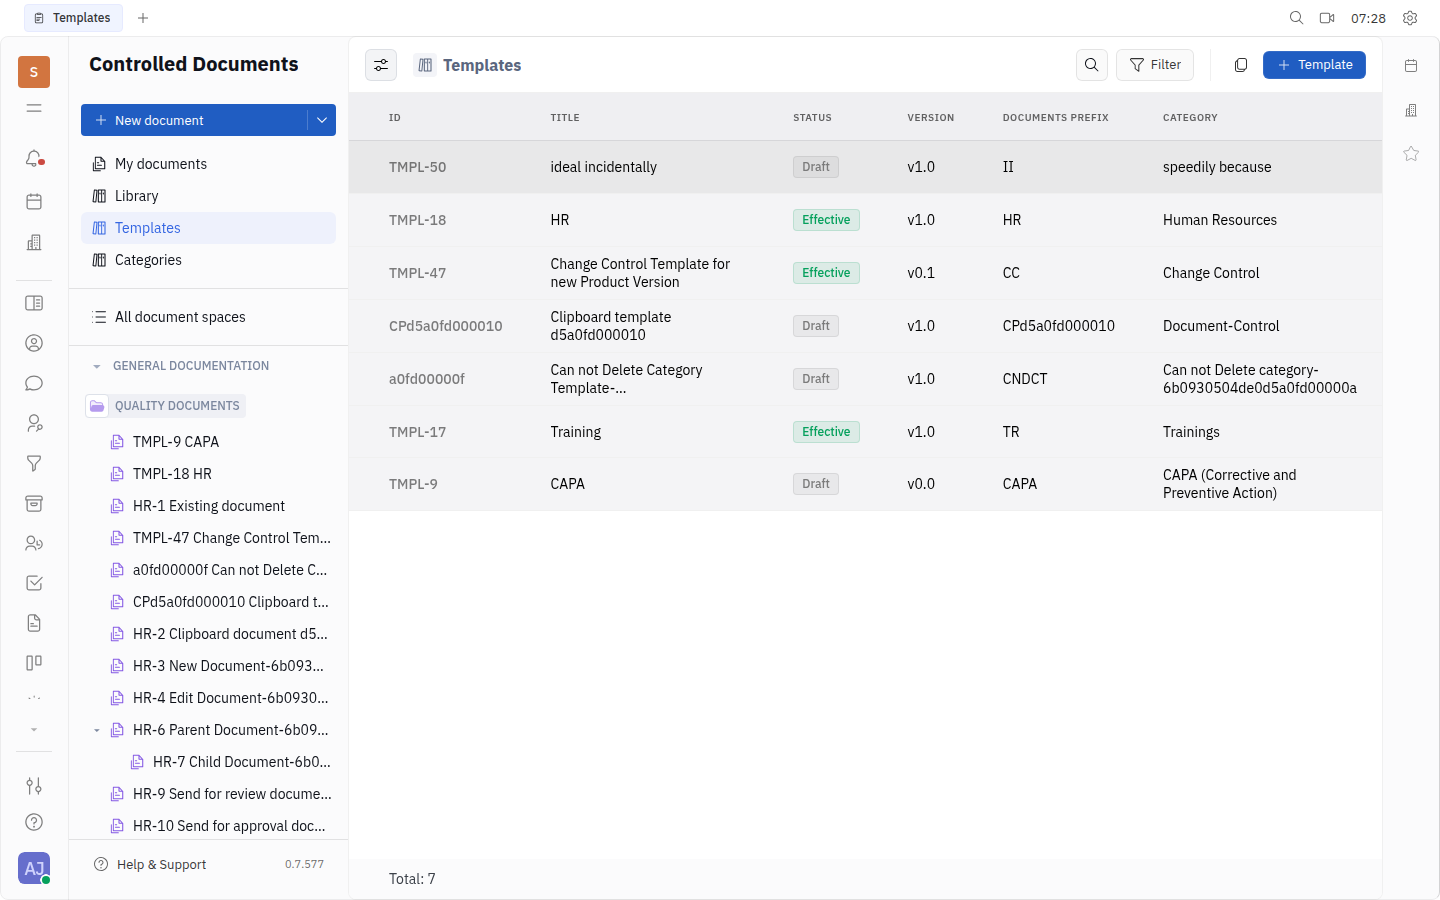 Templates
07:28
S
Controlled Documents
New document
My documents
Library
Templates
Categories
All document spaces
GENERAL DOCUMENTATION
QUALITY DOCUMENTS
TMPL-9 CAPA
TMPL-18 HR
HR-1 Existing document
TMPL-47 Change Control Tem...
a0fd00000f Can not Delete C...
CPd5a0fd000010 Clipboard t...
HR-2 Clipboard document d5...
HR-3 New Document-6b093...
HR-4 Edit Document-6b0930...
HR-6 Parent Document-6b09...
HR-7 Child Document-6b0...
HR-9 Send for review docume...
HR-10 Send for approval doc...
Help & Support 0.7.577
AJ
Templates
Filter
Template
ID TITLE STATUS VERSION DOCUMENTS PREFIX CATEGORY
TMPL-50 ideal incidentally Draft v1.0 II speedily because
TMPL-18 HR Effective v1.0 HR Human Resources
TMPL-47 Change Control Template for
new Product Version Effective v0.1 CC Change Control
CPd5a0fd000010 Clipboard template
d5a0fd000010 Draft v1.0 CPd5a0fd000010 Document-Control
a0fd00000f Can not Delete Category
Template-... Draft v1.0 CNDCT Can not Delete category-
6b0930504de0d5a0fd00000a
TMPL-17 Training Effective v1.0 TR Trainings
TMPL-9 CAPA Draft v0.0 CAPA CAPA (Corrective and
Preventive Action)
Total: 7